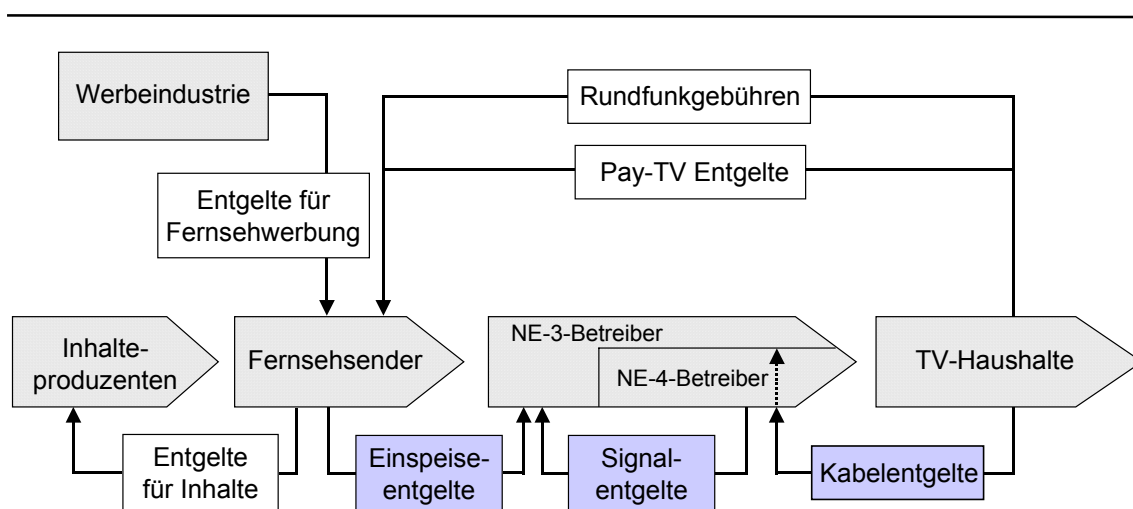 Werbeindustrie
Rundfunkgebühren
Pay-TV Entgelte
Entgelte für
Fernsehwerbung
Inhalte-
produzenten
Fernsehsender
NE-3-Betreiber
NE-4-Betreiber
TV-Haushalte
Entgelte
für Inhalte
Einspeise-
entgelte
Signal-
entgelte
Kabelentgelte